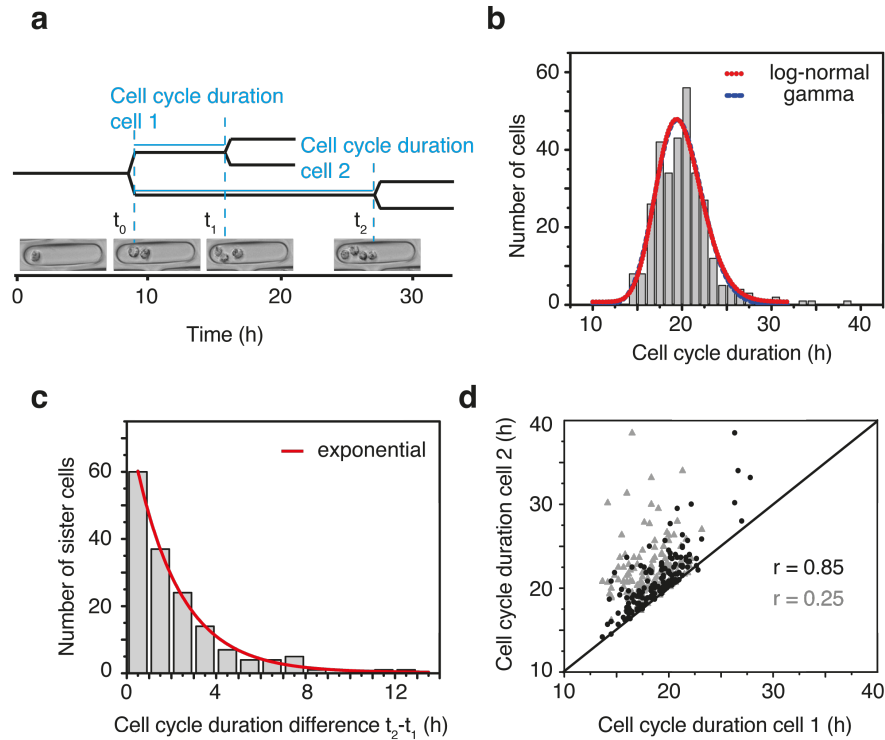 a
Cell cycle duration
cell 1
Cell cycle duration
cell 2
t0
t1
t2
0
10
20
30
Time (h)
b
60
40
20
0
Number of cells
log-normal
gamma
10
20
30
40
Cell cycle duration (h)
c
60
40
20
0
Number of sister cells
exponential
0
4
8
12
Cell cycle duration difference t2-t1 (h)
d
40
30
20
10
Cell cycle duration cell 2 (h)
r = 0.85
r = 0.25
10
20
30
40
Cell cycle duration cell 1 (h)